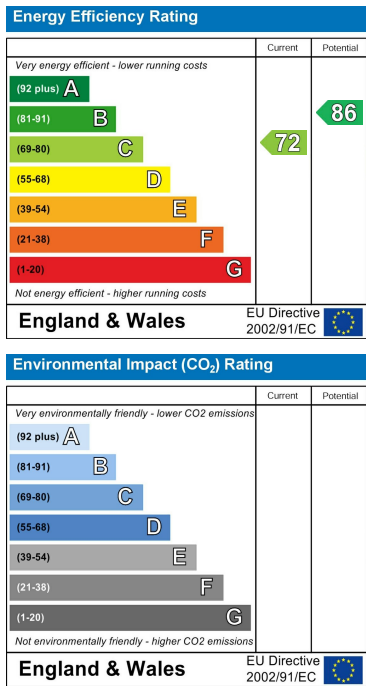 Energy Efficiency Rating
Current Potential
Very energy efficient - lower running costs
(92 plus) A
(81-91) B
(69-80) C
(55-68) D
(39-54) E
(21-38) F
(1-20) G
72
86
Not energy efficient - higher running costs
England & Wales
EU Directive
2002/91/EC
Environmental Impact (CO₂) Rating
Current Potential
Very environmentally friendly - lower CO2 emissions
(92 plus) A
(81-91) B
(69-80) C
(55-68) D
(39-54) E
(21-38) F
(1-20) G
Not environmentally friendly - higher CO2 emissions
England & Wales
EU Directive
2002/91/EC